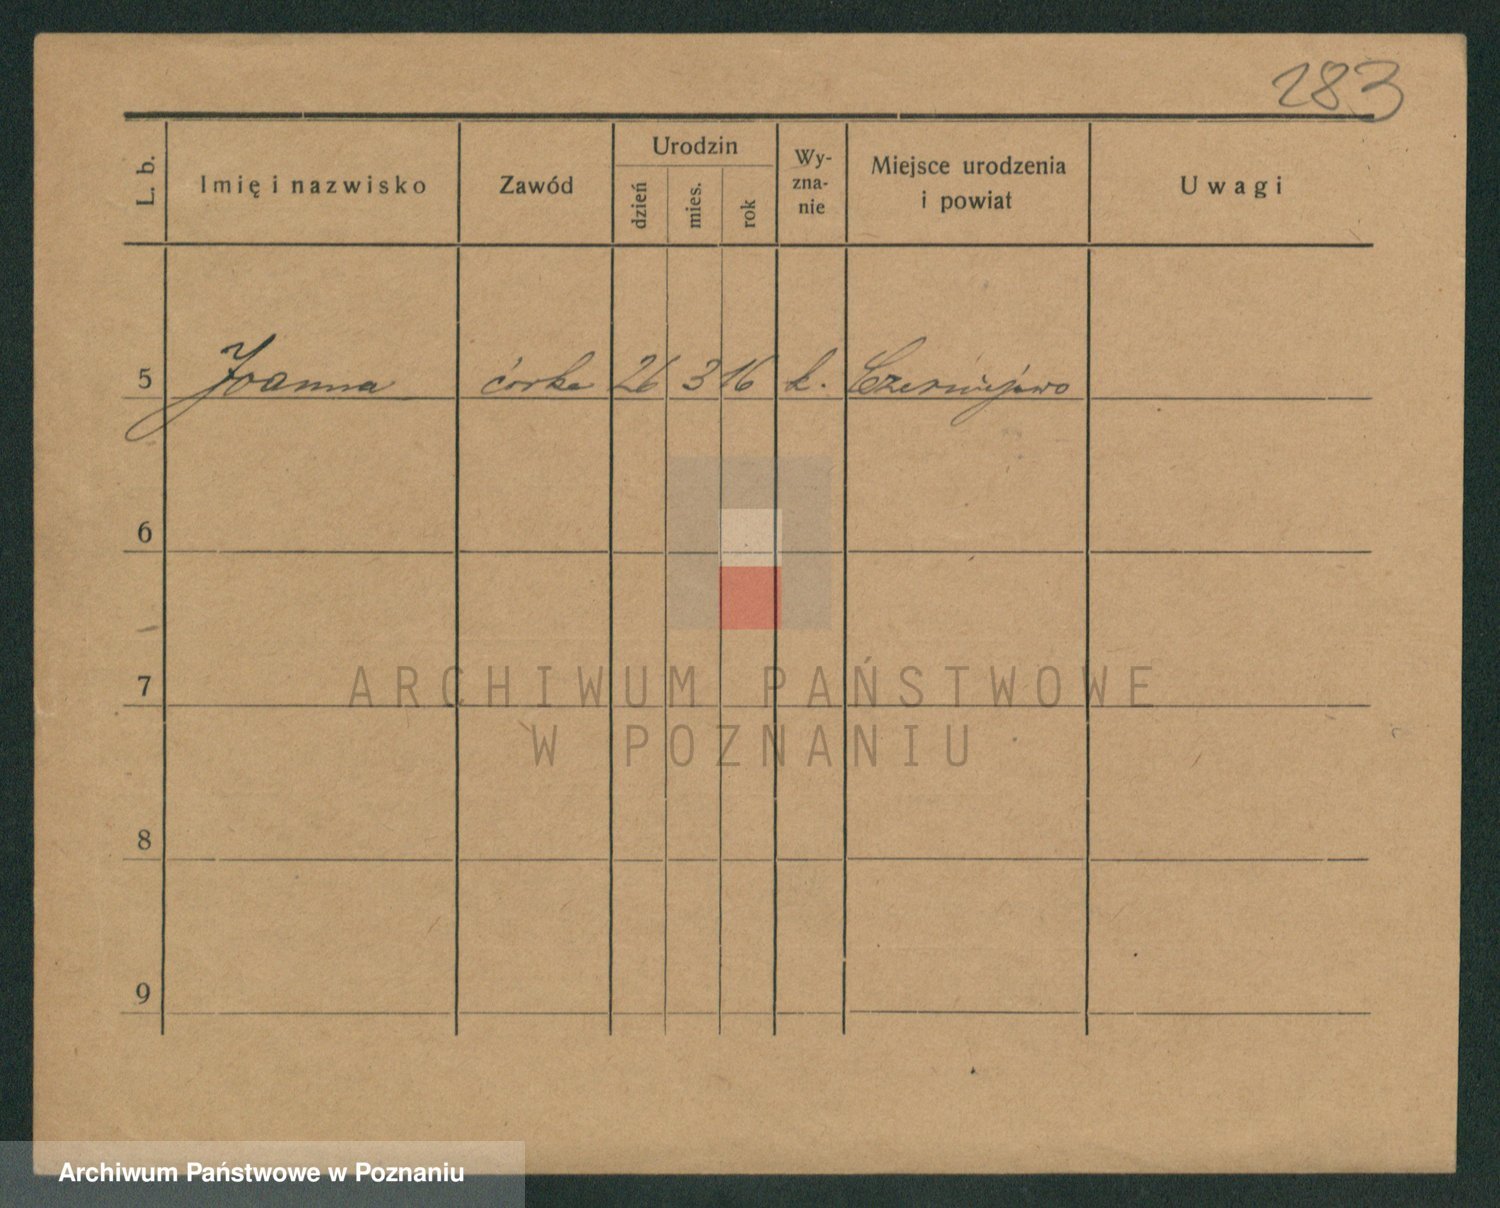 283
L. b. Imię i nazwisko Zawód Urodzin dzień mies. rok Wy-
zna-
nie Miejsce urodzenia
i powiat Uwagi
5 Joanna córka 26 3 16 k. Czerniejewo
6
7
8
9
ARCHIWUM PAŃSTWOWE
W POZNANIU
Archiwum Państwowe w Poznaniu